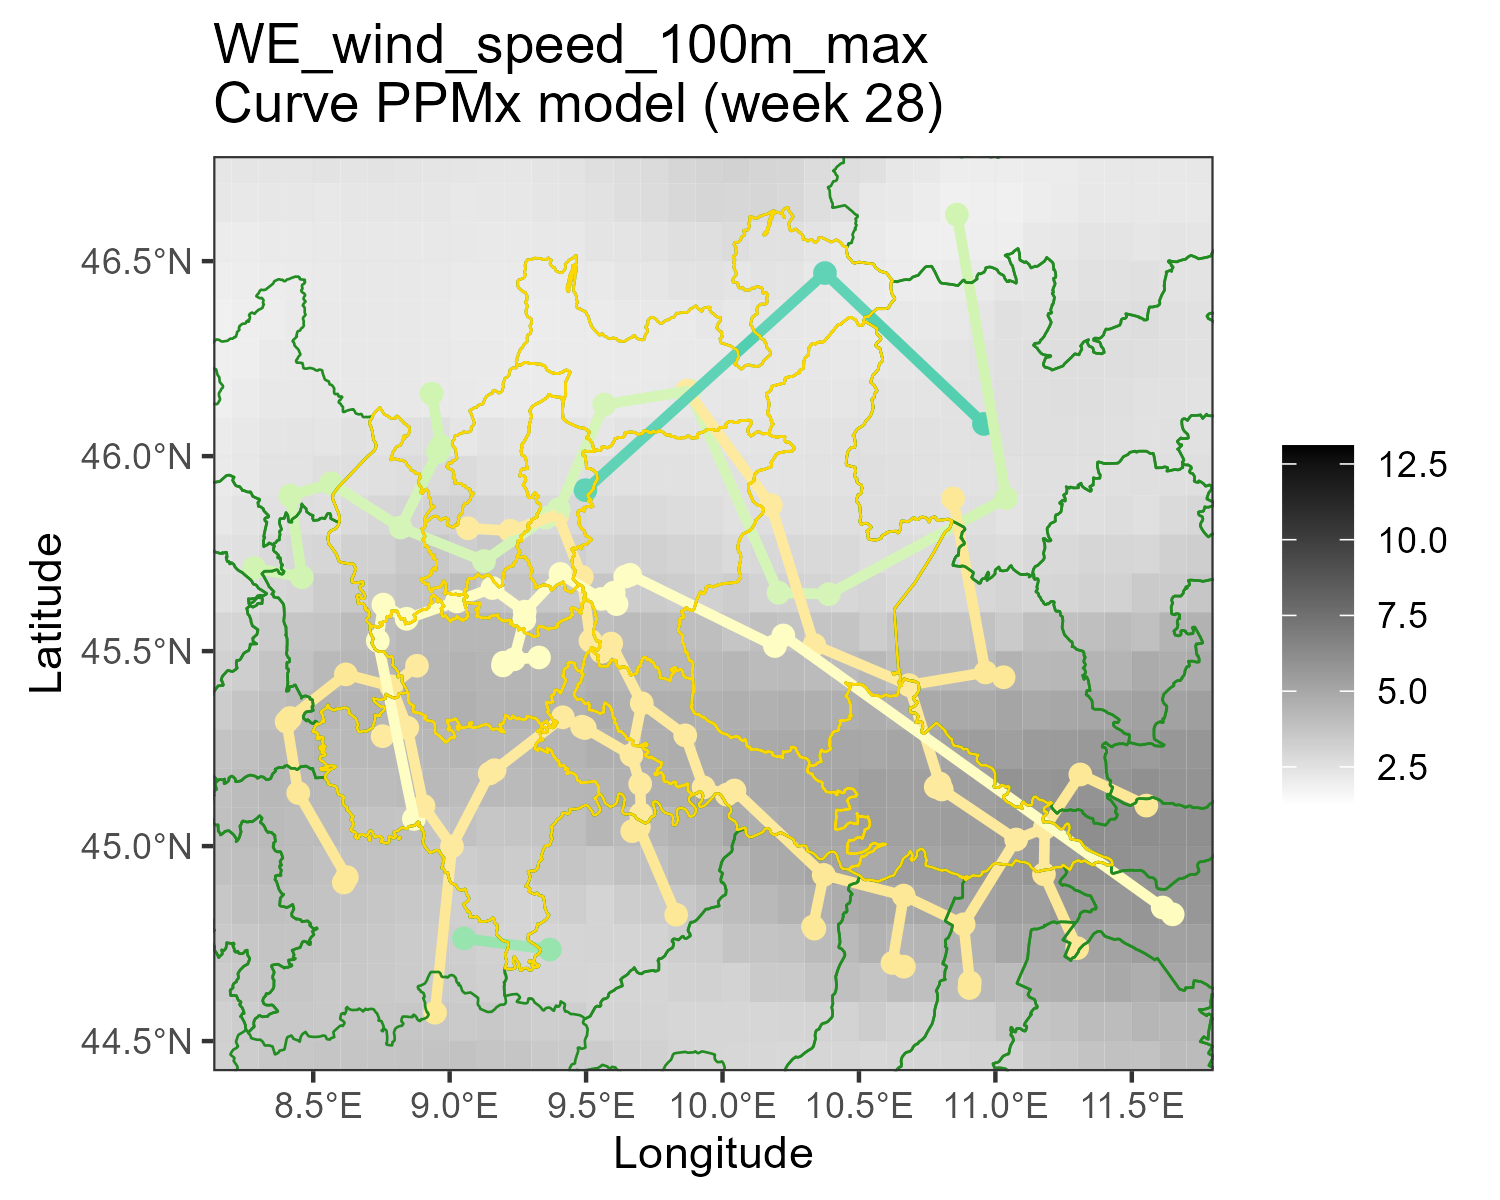 WE_wind_speed_100m_max
Curve PPMx model (week 28)
46.5°N
46.0°N
45.5°N
45.0°N
44.5°N
Latitude
8.5°E
9.0°E
9.5°E
10.0°E
10.5°E
11.0°E
11.5°E
Longitude
12.5
10.0
7.5
5.0
2.5